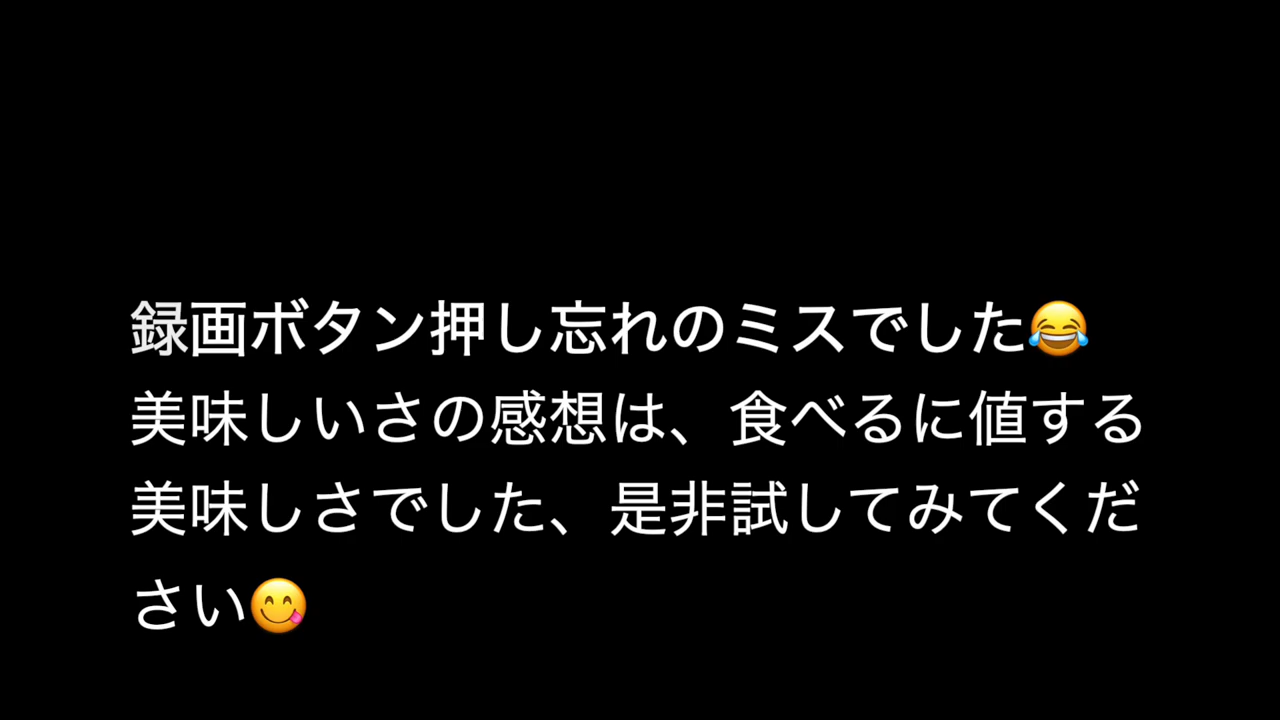 録画ボタン押し忘れのミスでした😂
美味しいさの感想は、食べるに値する
美味しさでした、是非試してみてくだ
さい😋